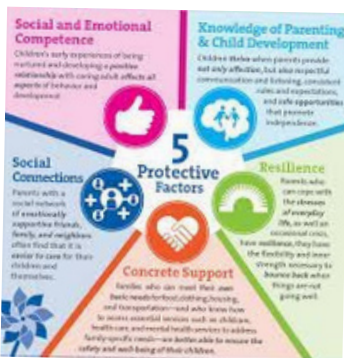 Social and Emotional
Competence
Children's early experiences of being
nurtured and developing a positive
relationship with caring adult affects all
aspects of behaviour and
development
Knowledge of Parenting
& Child Development
Children thrive when parents provide
not only affection, but also respectful
communication and listening, consistent
rules and expectations,
and safe opportunities
that promote
independence.
5
Protective
Factors
Social
Connections
Parents with a
social network
of emotionally
supportive friends,
family, and neighbors
often find that it is
easier to care for their
children and
themselves.
Resilience
Parents who
can cope with
the stresses
of everyday
life, as well an
occasional crisis,
have resilience, they have
the flexibility and inner
strength necessary to
bounce back when
things are not
going well.
Concrete Support
Families who can meet their own
basic needs for food, clothing, housing,
and transportation—and who know how
to access essential services such as childcare,
health care, and mental health services to address
family-specific needs—are better able to ensure the
safety and well-being of their children.